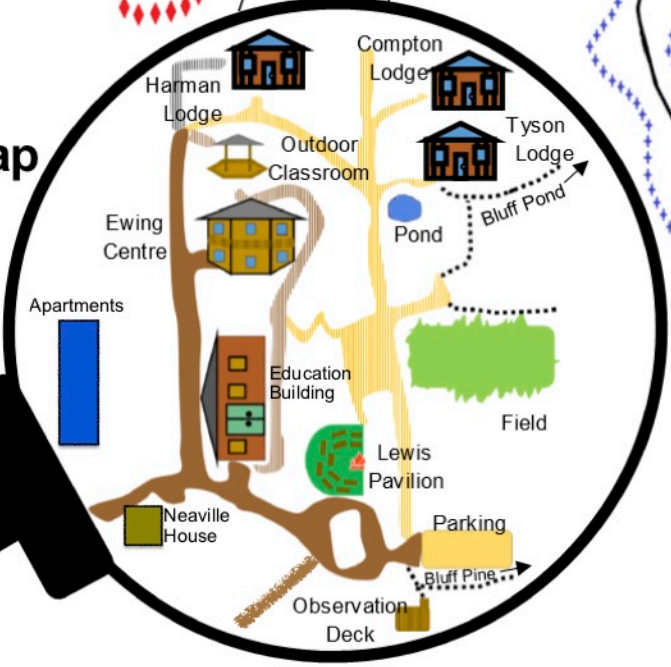 Compton
Lodge
Harman
Lodge
Tyson
Lodge
Outdoor
Classroom
Bluff Pond
Pond
Ewing
Centre
ap
Apartments
Education
Building
Field
Lewis
Pavilion
Neaville
House
Parking
Bluff Pine
Observation
Deck